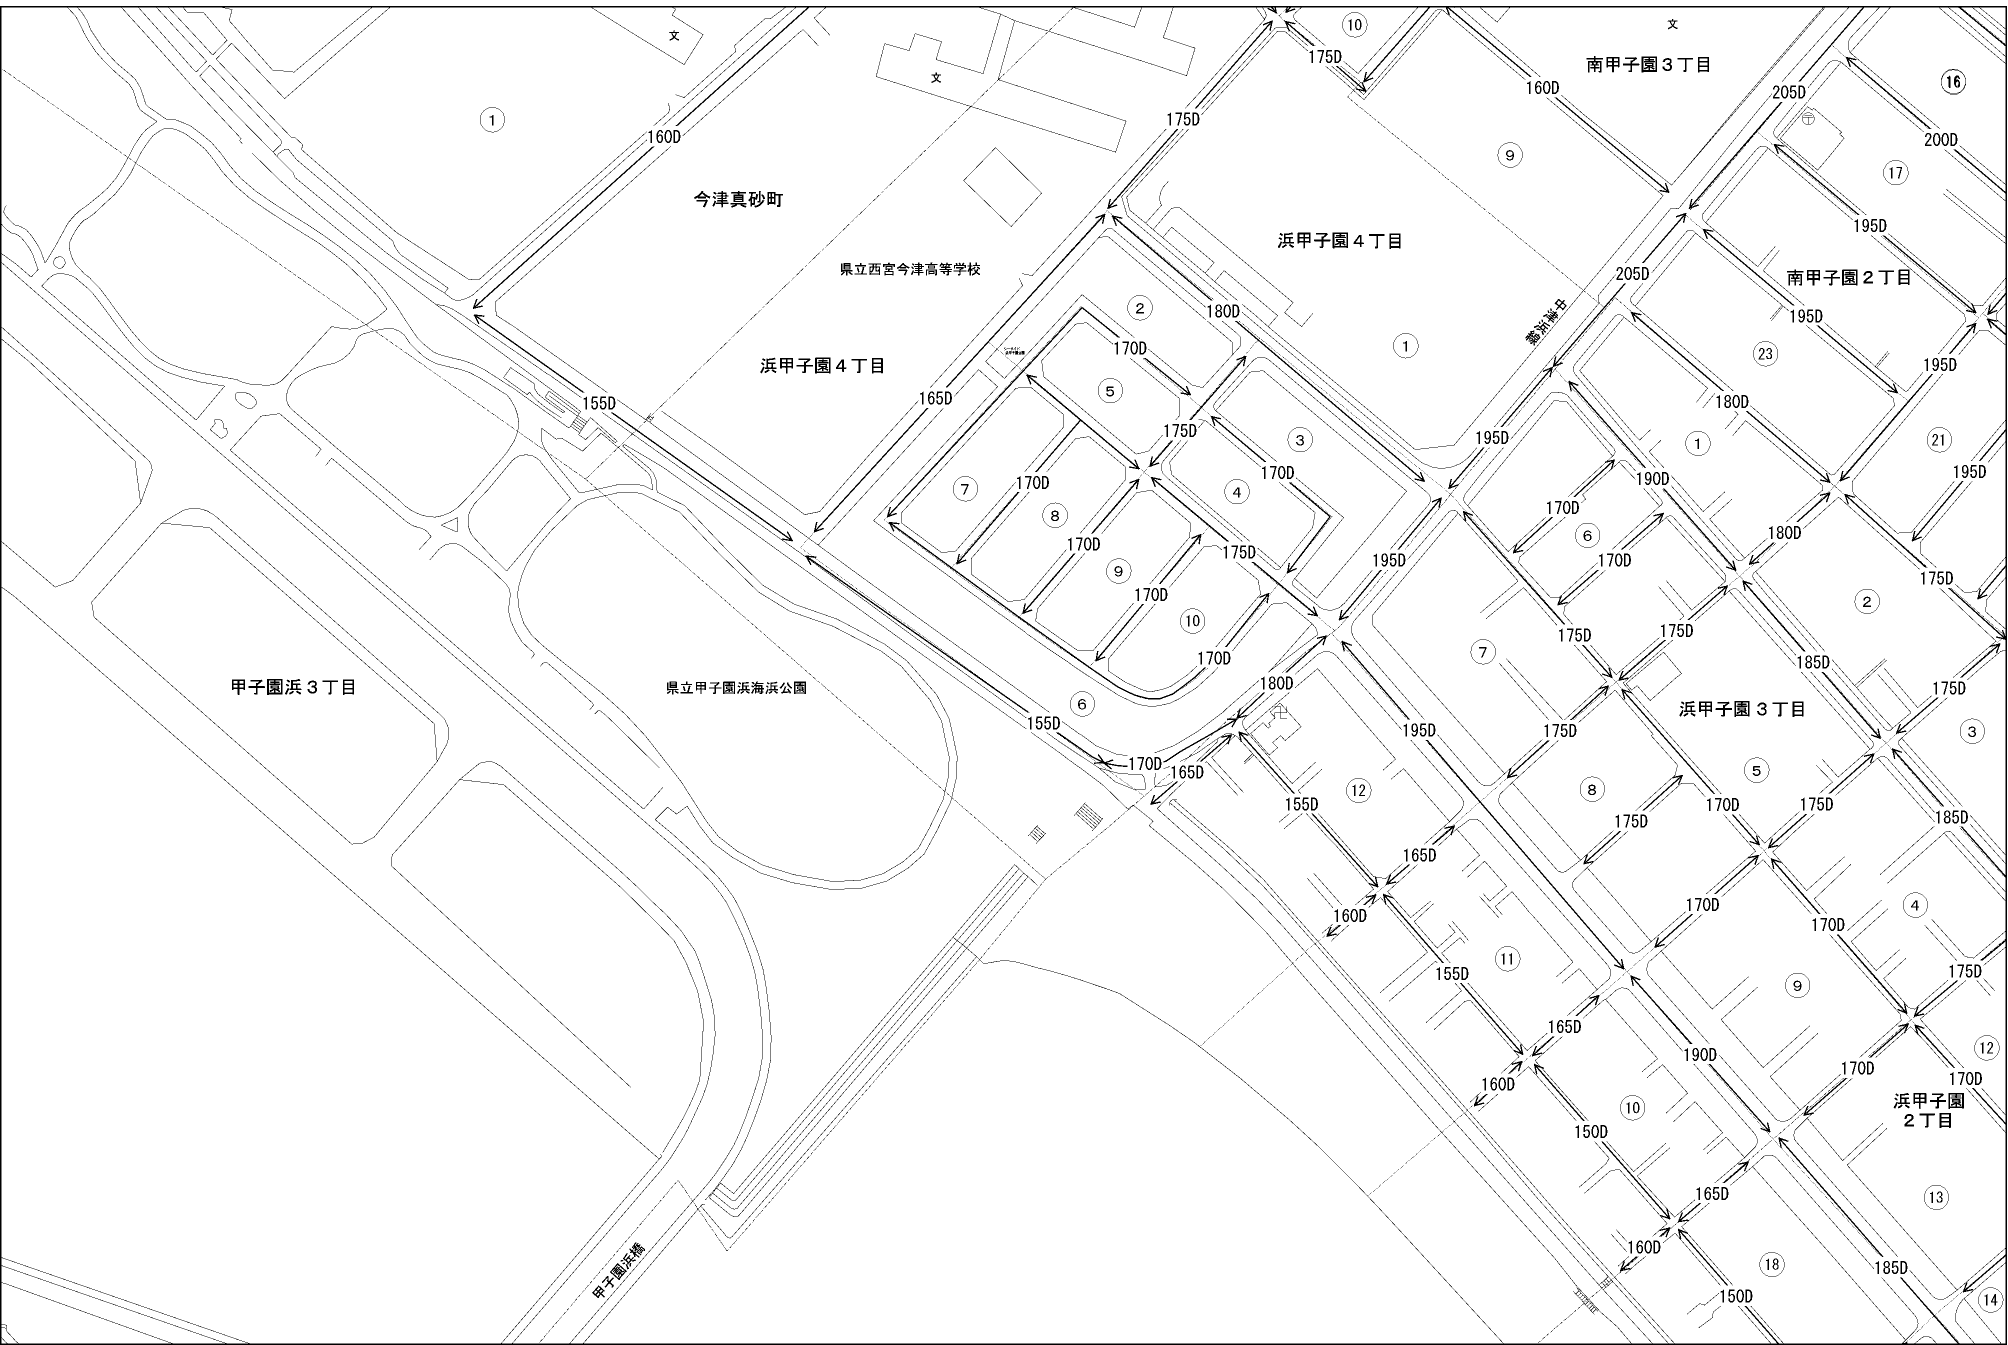 文
⑩
175D
文
南甲子園３丁目
205D
⑯
文
160D
①
160D
175D
200D
⑨
⑰
今津真砂町
195D
浜甲子園４丁目
県立西宮今津高等学校
205D
南甲子園２丁目
②
180D
中津浜線
195D
①
170D
㉓
浜甲子園４丁目
195D
⑤
165D
155D
180D
175D
③
195D
①
㉑
170D
195D
190D
⑦
170D
④
170D
⑧
⑥
180D
170D
175D
195D
170D
175D
⑨
170D
②
⑩
175D
175D
⑦
170D
185D
甲子園浜３丁目
県立甲子園浜海浜公園
180D
175D
⑥
浜甲子園３丁目
155D
195D
175D
③
170D
165D
⑤
⑫
⑧
155D
170D
175D
185D
175D
165D
170D
④
160D
170D
⑪
155D
175D
⑨
165D
190D
⑫
170D
170D
160D
浜甲子園
２丁目
⑩
150D
165D
⑬
160D
甲子園浜橋
⑱
185D
150D
⑭